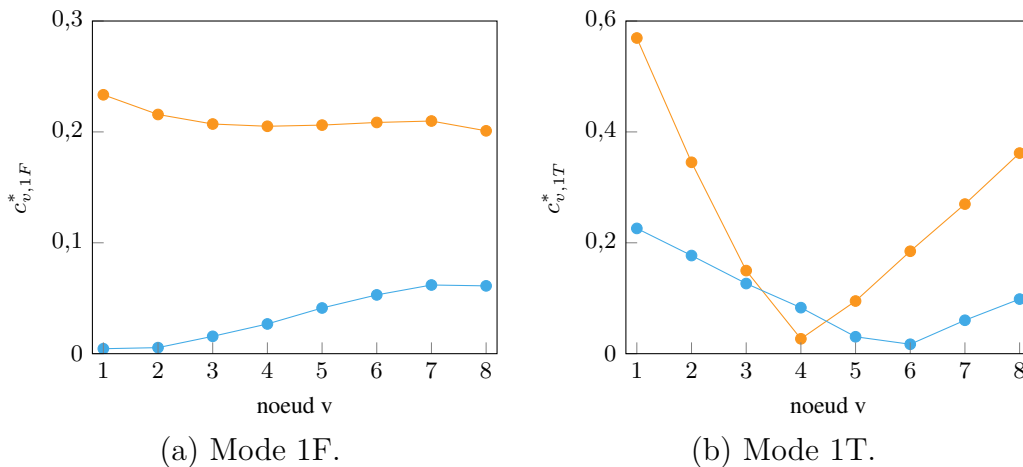 0,3
0,2
0,1
0
c*v,1F
1 2 3 4 5 6 7 8
noeud v
(a) Mode 1F.
0,6
0,4
0,2
0
c*v,1T
1 2 3 4 5 6 7 8
noeud v
(b) Mode 1T.